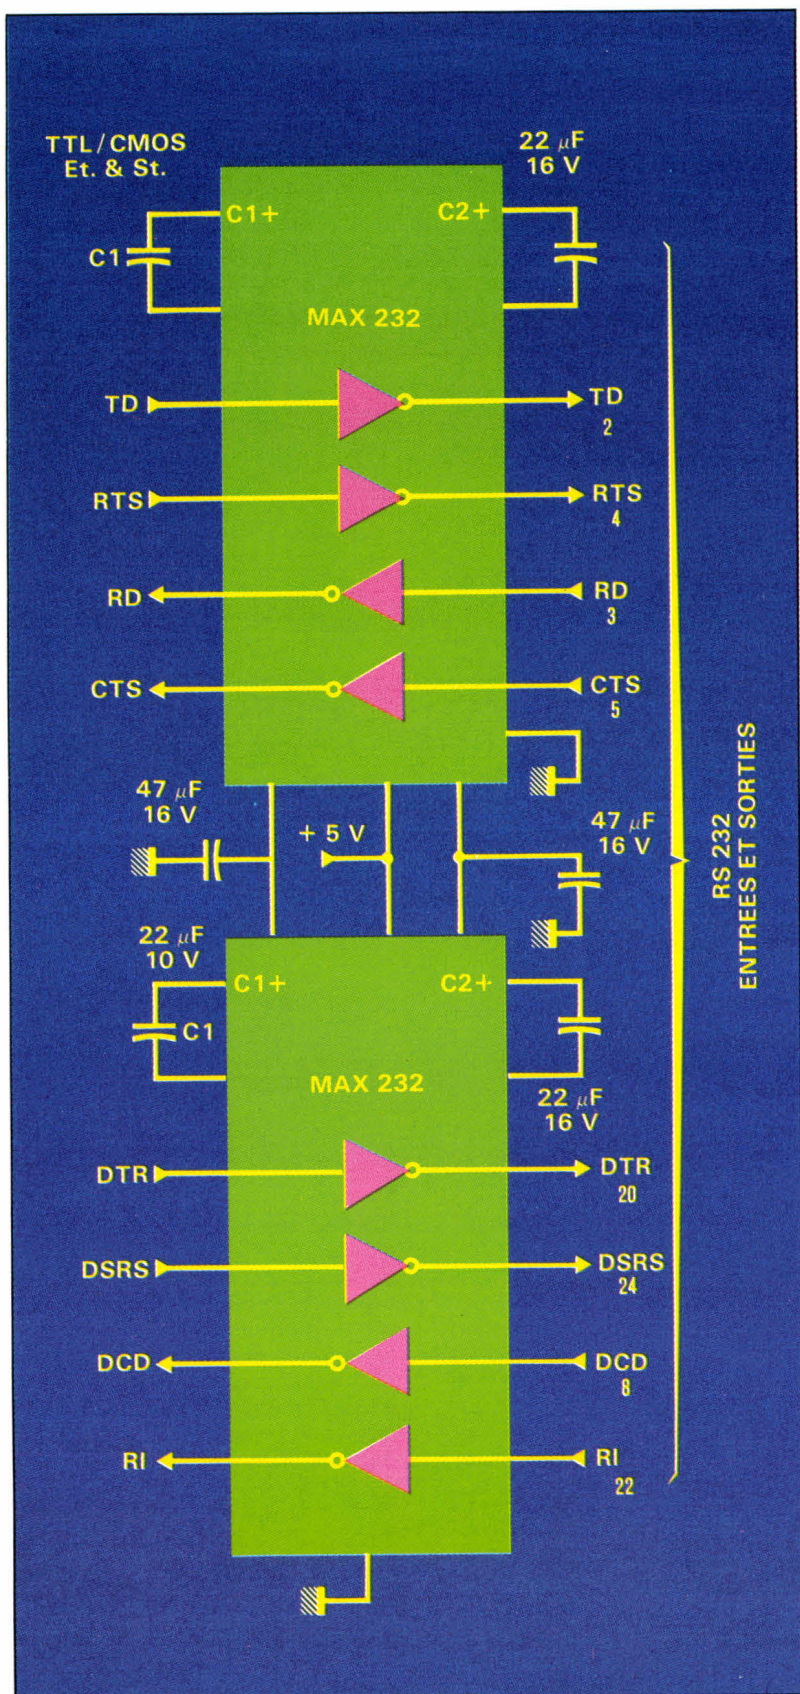 TTL/CMOS
Et. & St.
22 µF
16 V
C1+
C2+
C1
MAX 232
TD
TD
2
RTS
RTS
4
RD
RD
3
CTS
CTS
5
47 µF
16 V
+ 5 V
47 µF
16 V
RS 232
ENTREES ET SORTIES
22 µF
10 V
C1+
C2+
C1
MAX 232
22 µF
16 V
DTR
DTR
20
DSRS
DSRS
24
DCD
DCD
8
RI
RI
22